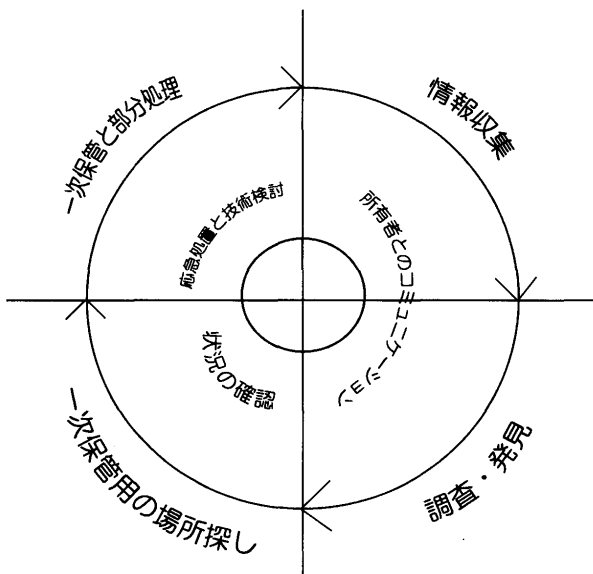 一次保管と部分処理
情報収集
応急処置と技術検討
所有者とのコミュニケーション
状況の確認
一次保管用の場所探し
調査・発見